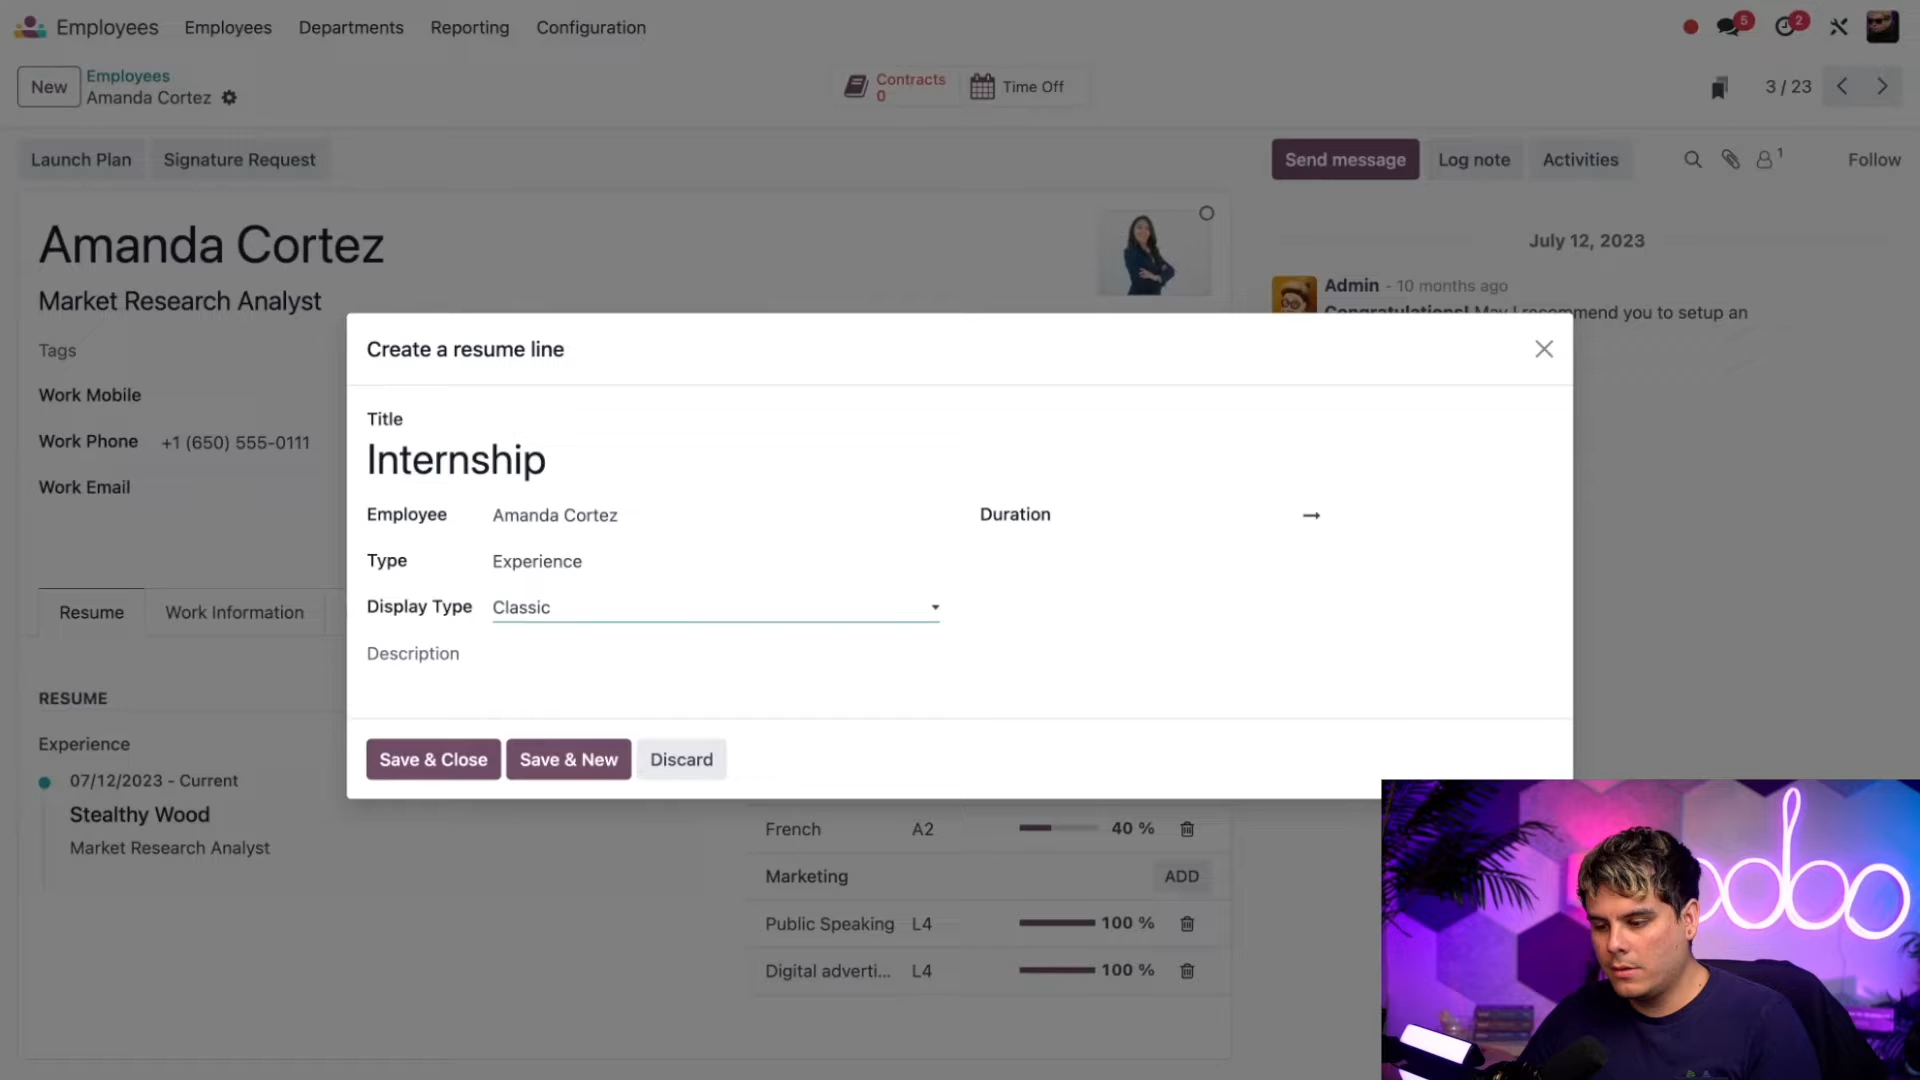 Employees Employees Departments Reporting Configuration 5 2
New Employees
Amanda Cortez
Contracts
0
Time Off
3 / 23
Launch Plan Signature Request
Send message Log note Activities 1 Follow
Amanda Cortez
Market Research Analyst
Tags
Work Mobile
Work Phone +1 (650) 555-0111
Work Email
July 12, 2023
Admin - 10 months ago
Congratulations! May I recommend you to setup an
Create a resume line
Title
Internship
Employee Amanda Cortez Duration
Type Experience
Display Type Classic
Description
Save & Close Save & New Discard
Resume Work Information
RESUME
Experience
07/12/2023 - Current
Stealthy Wood
Market Research Analyst
French A2 40 %
Marketing ADD
Public Speaking L4 100 %
Digital adverti... L4 100 %
odoo